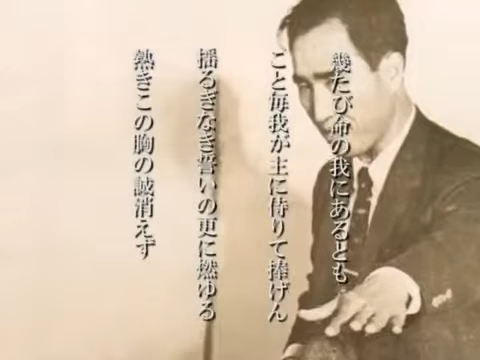 幾たび命の我にあるとも
こと毎我が主に侍りて捧げん
揺るぎなき誓いの更に燃ゆる
熱きこの胸の誠消えず